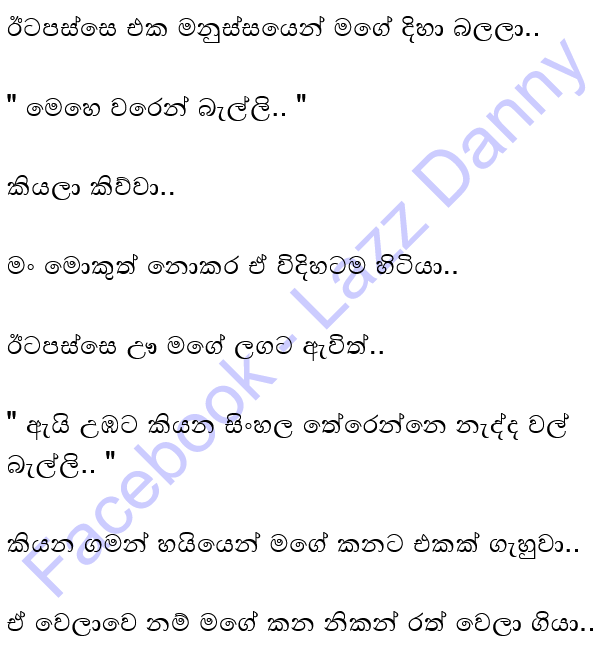 ඊටපස්සෙ එක මනුස්සයෙන් මගේ දිහා බලලා..
" මෙහෙ වරෙන් බැල්ලි.. "
කියලා කිව්වා..
මං මොකුත් නොකර ඒ විදිහටම හිටියා..
ඊටපස්සෙ ඌ මගේ ලගට ඇවිත්..
" ඇයි උඹට කියන සිංහල තේරෙන්නෙ නැද්ද වල්
බැල්ලි.. "
කියන ගමන් හයියෙන් මගේ කනට එකක් ගැහුවා..
ඒ වෙලාවෙ නම් මගේ කන නිකන් රත් වෙලා ගියා..
Facebook - Lazz Danny